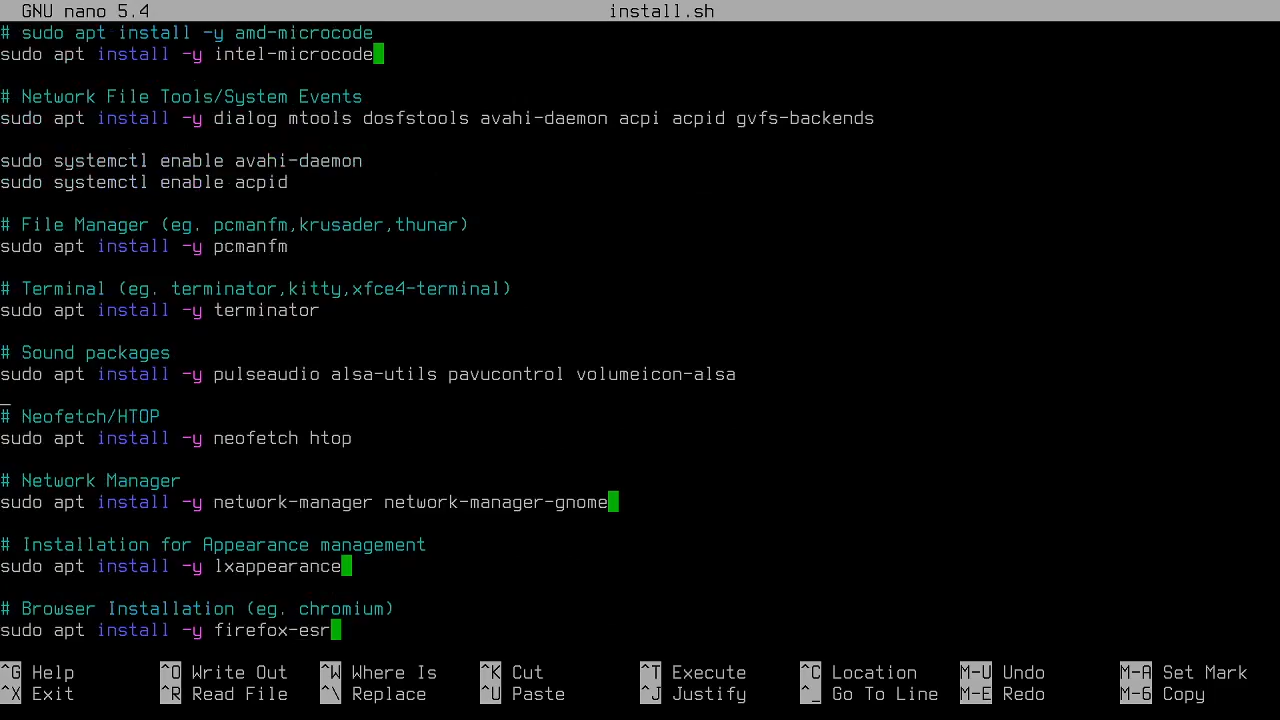 GNU nano 5.4 install.sh
# sudo apt install -y amd-microcode
sudo apt install -y intel-microcode
# Network File Tools/System Events
sudo apt install -y dialog mtools dosfstools avahi-daemon acpi acpid gvfs-backends
sudo systemctl enable avahi-daemon
sudo systemctl enable acpid
# File Manager (eg. pcmanfm,krusader,thunar)
sudo apt install -y pcmanfm
# Terminal (eg. terminator,kitty,xfce4-terminal)
sudo apt install -y terminator
# Sound packages
sudo apt install -y pulseaudio alsa-utils pavucontrol volumeicon-alsa
# Neofetch/HTOP
sudo apt install -y neofetch htop
# Network Manager
sudo apt install -y network-manager network-manager-gnome
# Installation for Appearance management
sudo apt install -y lxappearance
# Browser Installation (eg. chromium)
sudo apt install -y firefox-esr
^G Help ^O Write Out ^W Where Is ^K Cut ^T Execute ^C Location M-U Undo M-A Set Mark
^X Exit ^R Read File ^\ Replace ^U Paste ^J Justify ^_ Go To Line M-E Redo M-6 Copy